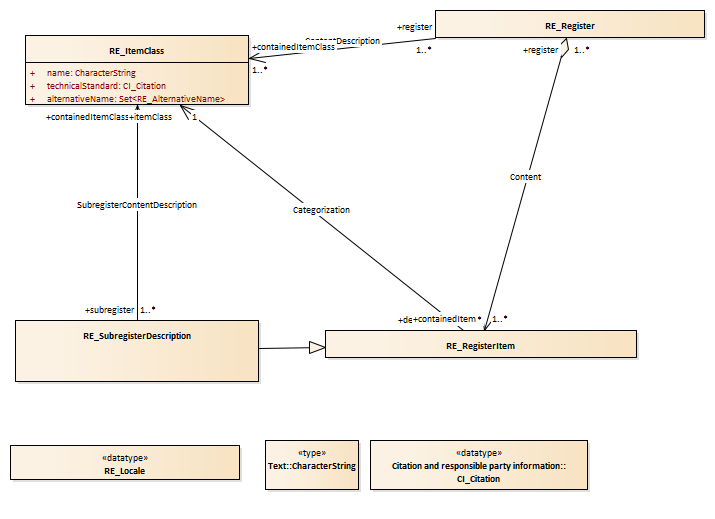 RE_Register
+register
1..*
+containedItemClass
Description
1..*
RE_ItemClass
+ name: CharacterString
+ technicalStandard: CI_Citation
+ alternativeName: Set<RE_AlternativeName>
+register 1..*
+containedItemClass +itemClass 1
Content
SubregisterContentDescription
Categorization
+subregister 1..*
+de +containedItem * 1..*
RE_SubregisterDescription
RE_RegisterItem
«datatype»
RE_Locale
«type»
Text::CharacterString
«datatype»
Citation and responsible party information::
CI_Citation